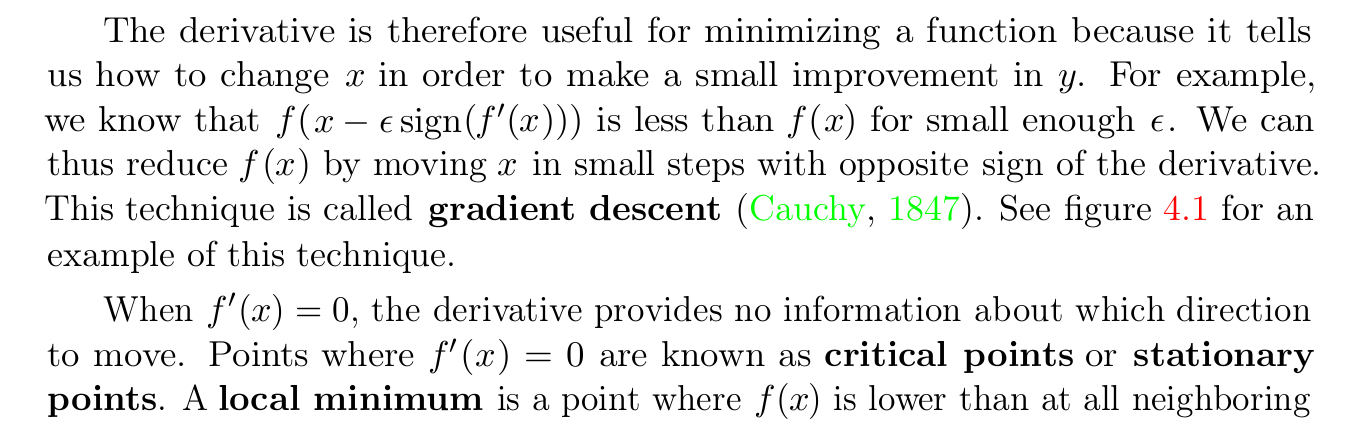 The derivative is therefore useful for minimizing a function because it tells
us how to change x in order to make a small improvement in y. For example,
we know that f(x − ϵ sign(f′(x))) is less than f(x) for small enough ϵ. We can
thus reduce f(x) by moving x in small steps with opposite sign of the derivative.
This technique is called gradient descent (Cauchy, 1847). See figure 4.1 for an
example of this technique.
When f′(x) = 0, the derivative provides no information about which direction
to move. Points where f′(x) = 0 are known as critical points or stationary
points. A local minimum is a point where f(x) is lower than at all neighboring